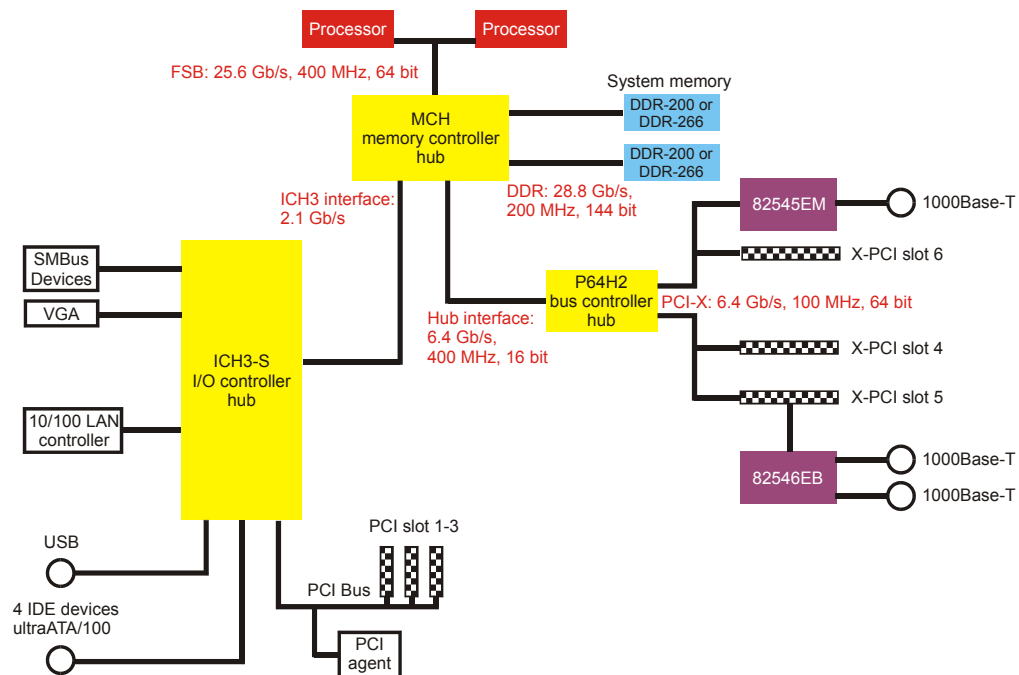 Processor
Processor
FSB: 25.6 Gb/s, 400 MHz, 64 bit
System memory
DDR-200 or
DDR-266
MCH
memory controller
hub
DDR-200 or
DDR-266
DDR: 28.8 Gb/s,
200 MHz, 144 bit
ICH3 interface:
2.1 Gb/s
82545EM
1000Base-T
X-PCI slot 6
SMBus
Devices
VGA
P64H2
bus controller
hub
PCI-X: 6.4 Gb/s, 100 MHz, 64 bit
Hub interface:
6.4 Gb/s,
400 MHz, 16 bit
X-PCI slot 4
ICH3-S
I/O controller
hub
X-PCI slot 5
10/100 LAN
controller
1000Base-T
82546EB
1000Base-T
PCI slot 1-3
USB
PCI Bus
4 IDE devices
ultraATA/100
PCI
agent